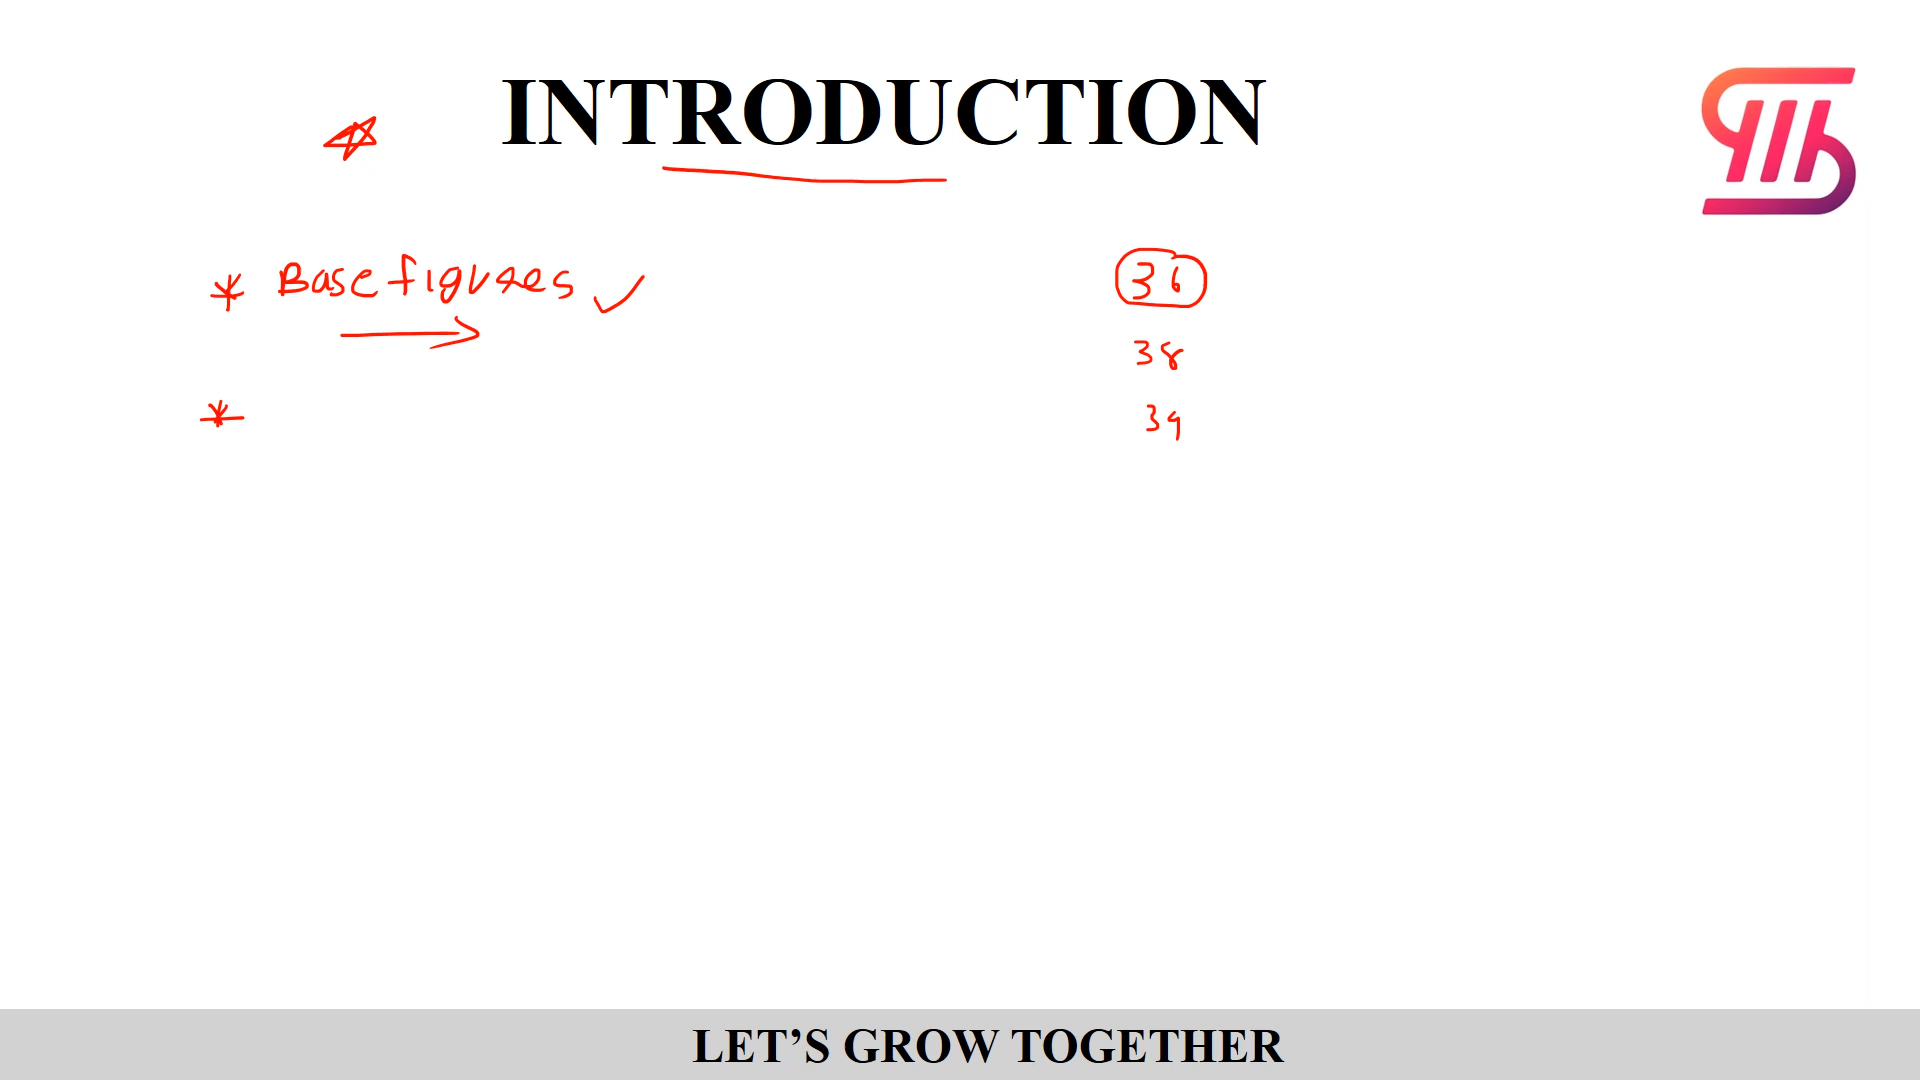 INTRODUCTION
* Base figures
36
38
*
39
LET’S GROW TOGETHER